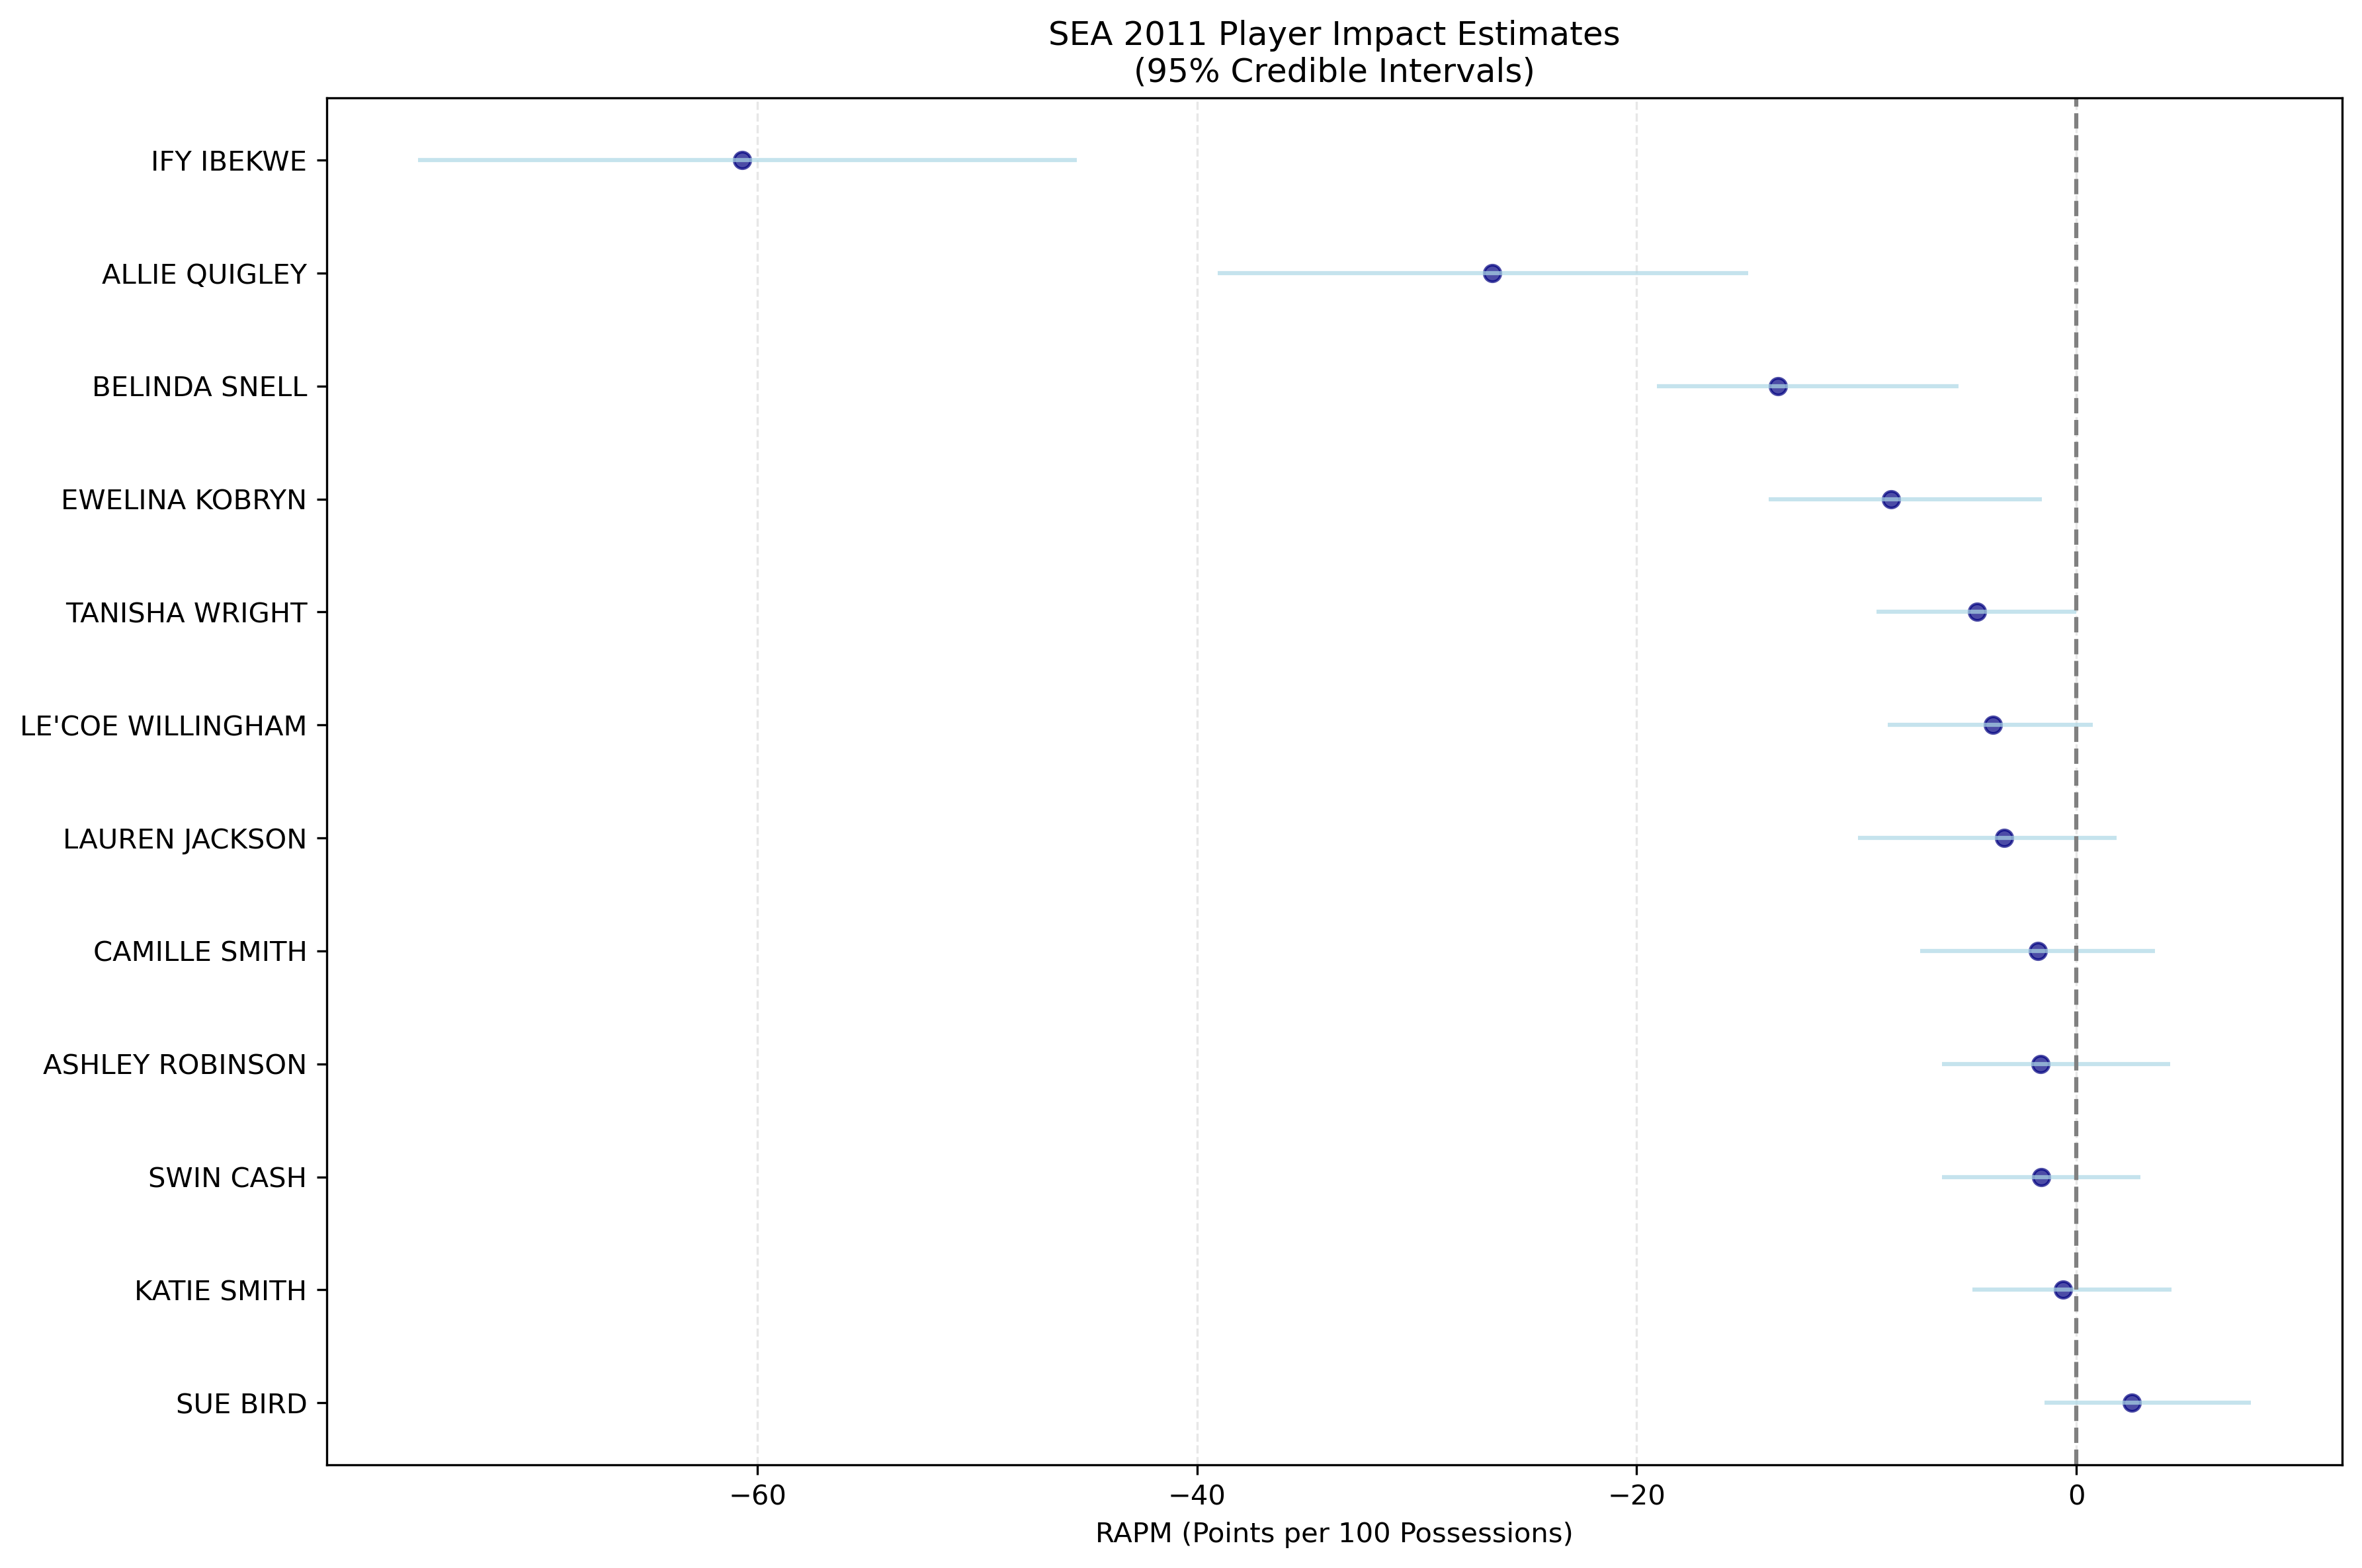 SEA 2011 Player Impact Estimates
(95% Credible Intervals)
IFY IBEKWE
ALLIE QUIGLEY
BELINDA SNELL
EWELINA KOBRYN
TANISHA WRIGHT
LE'COE WILLINGHAM
LAUREN JACKSON
CAMILLE SMITH
ASHLEY ROBINSON
SWIN CASH
KATIE SMITH
SUE BIRD
−60 −40 −20 0
RAPM (Points per 100 Possessions)